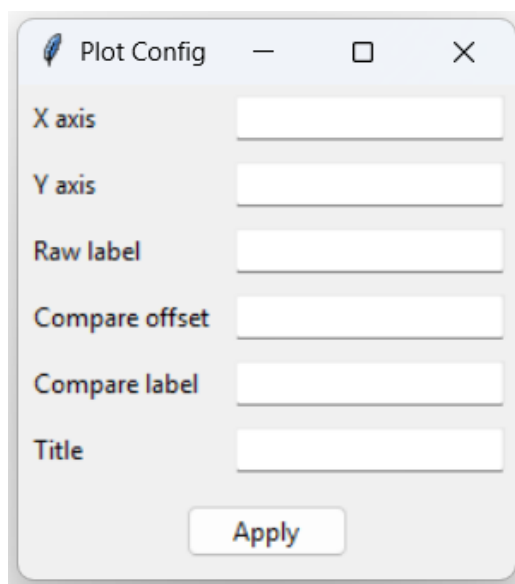 Plot Config
X axis
Y axis
Raw label
Compare offset
Compare label
Title
Apply